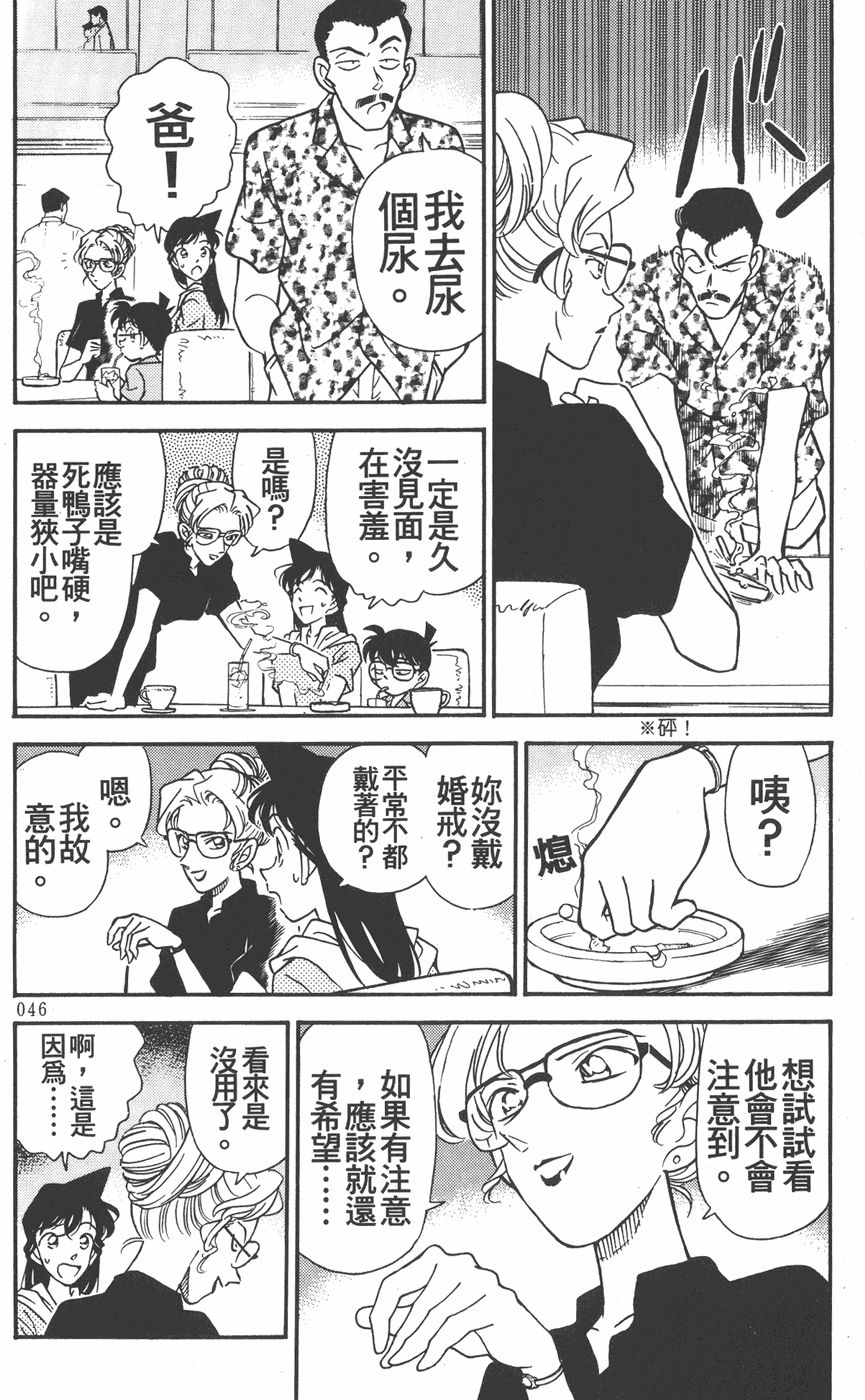 ※砰！
我去尿
個尿。
爸！
一定是久
沒見面，
在害羞。
是嗎？
應該是
死鴨子嘴硬，
器量狹小吧。
咦？
熄
妳沒戴
婚戒？
平常不都
戴著的？
嗯。
我故
意的。
046
想試試看
他會不會
注意到。
如果有注意
，應該就還
有希望……
看來是
沒用了。
啊，這是
因為……